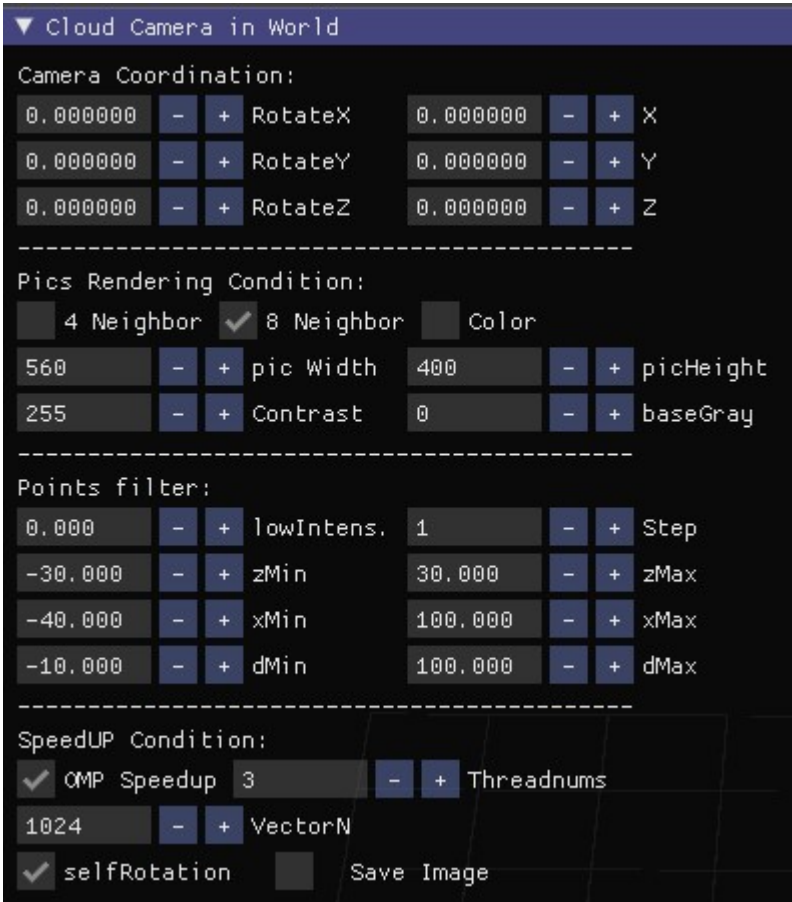 ▼ Cloud Camera in World
Camera Coordination:
0.000000 - + RotateX 0.000000 - + X
0.000000 - + RotateY 0.000000 - + Y
0.000000 - + RotateZ 0.000000 - + Z
--------------------------------------------
Pics Rendering Condition:
4 Neighbor ✓ 8 Neighbor Color
560 - + pic Width 400 - + picHeight
255 - + Contrast 0 - + baseGray
--------------------------------------------
Points filter:
0.000 - + lowIntens. 1 - + Step
-30.000 - + zMin 30.000 - + zMax
-40.000 - + xMin 100.000 - + xMax
-10.000 - + dMin 100.000 - + dMax
--------------------------------------------
SpeedUP Condition:
✓ OMP Speedup 3 - + Threadnums
1024 - + VectorN
✓ selfRotation Save Image